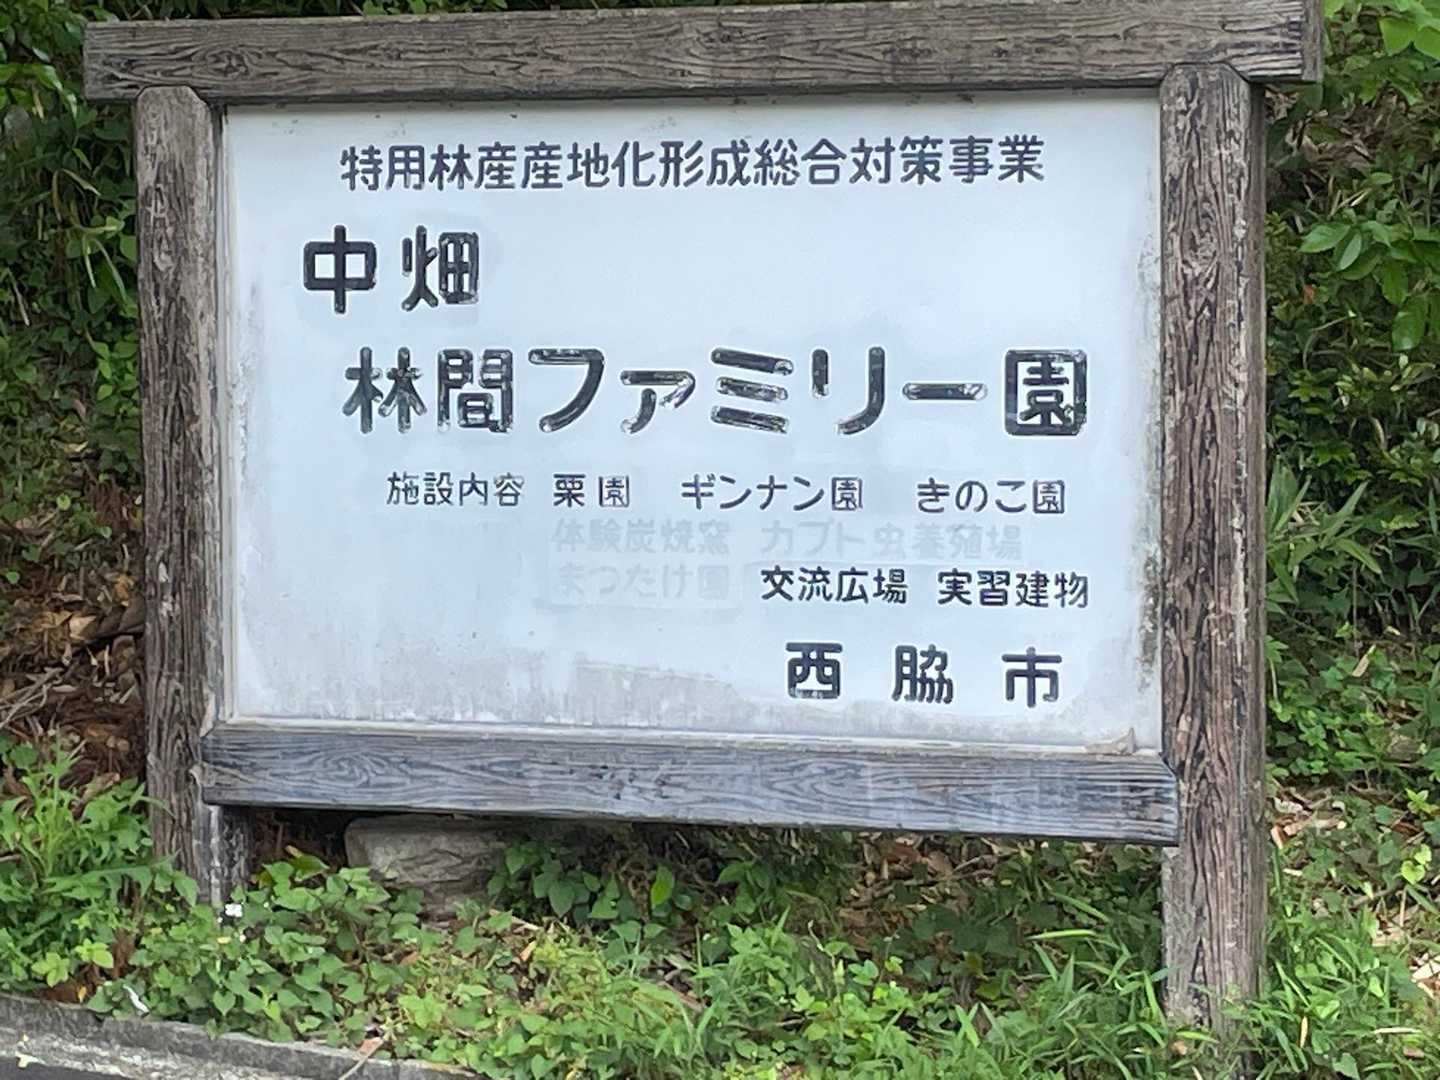 特用林産産地化形成総合対策事業
中畑
林間ファミリー園
施設内容 栗園 ギンナン園 きのこ園
体験炭焼窯 カブト虫養殖場
まつたけ園 交流広場 実習建物
西脇市